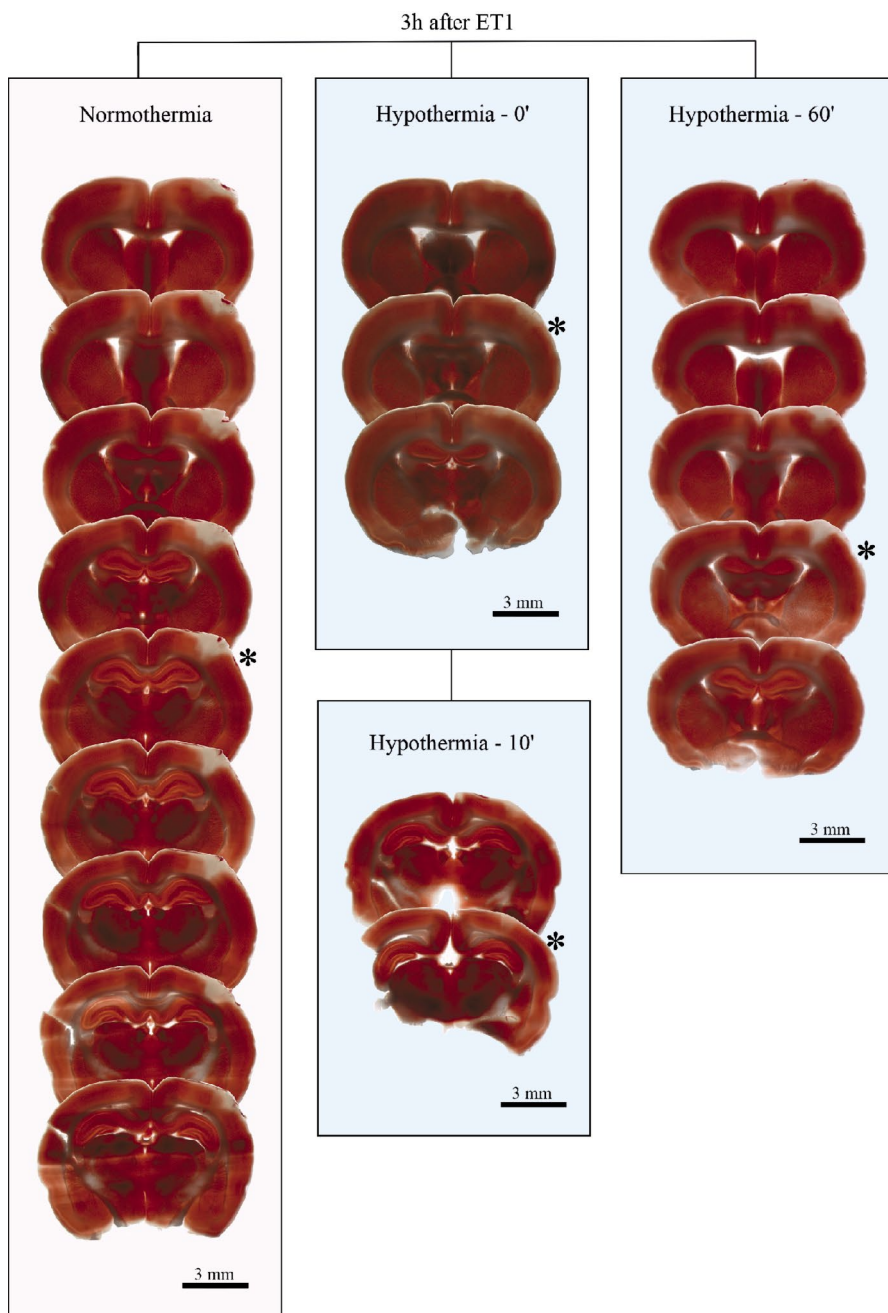 3h after ET1
Normothermia
*
3 mm
Hypothermia - 0'
*
3 mm
Hypothermia - 10'
*
3 mm
Hypothermia - 60'
*
3 mm